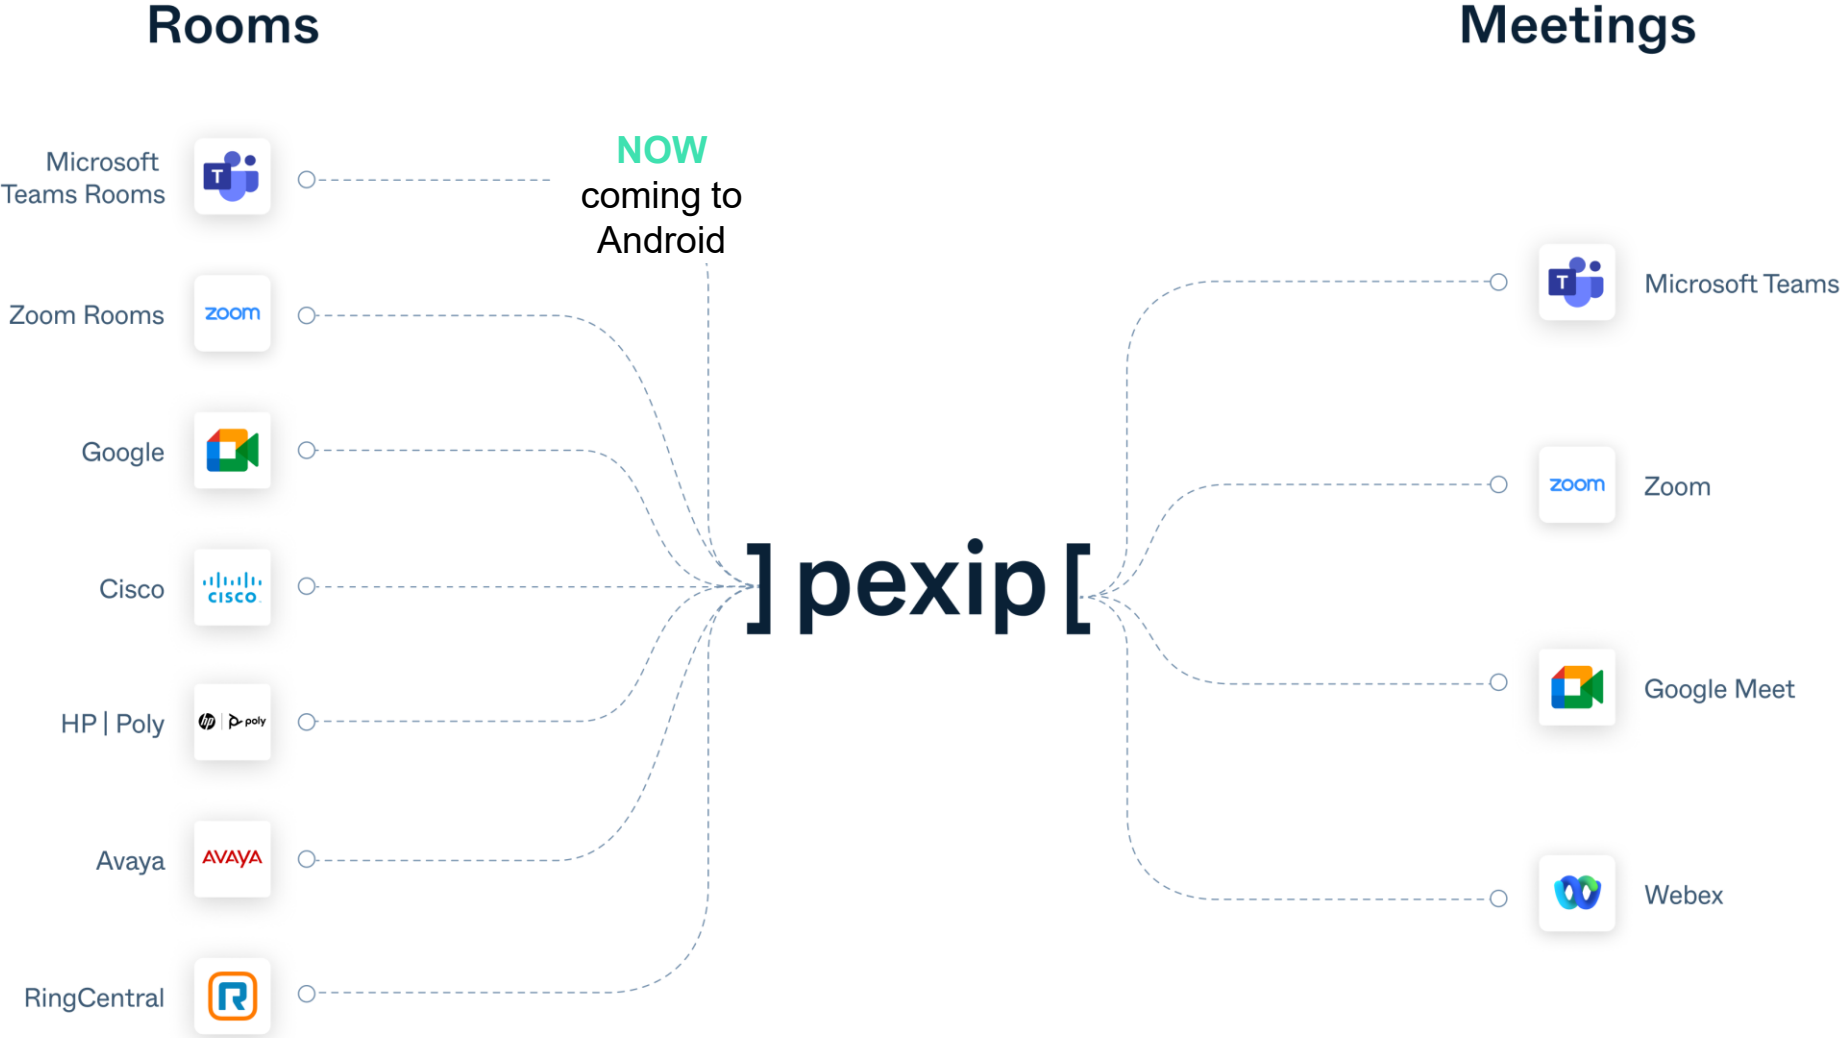 Rooms
Meetings
Microsoft
Teams Rooms
T
NOW
coming to
Android
Zoom Rooms
zoom
Google
Cisco
CISCO
HP | Poly
hp | poly
Avaya
AVAYA
RingCentral
R
] pexip [
T
Microsoft Teams
zoom
Zoom
Google Meet
Webex